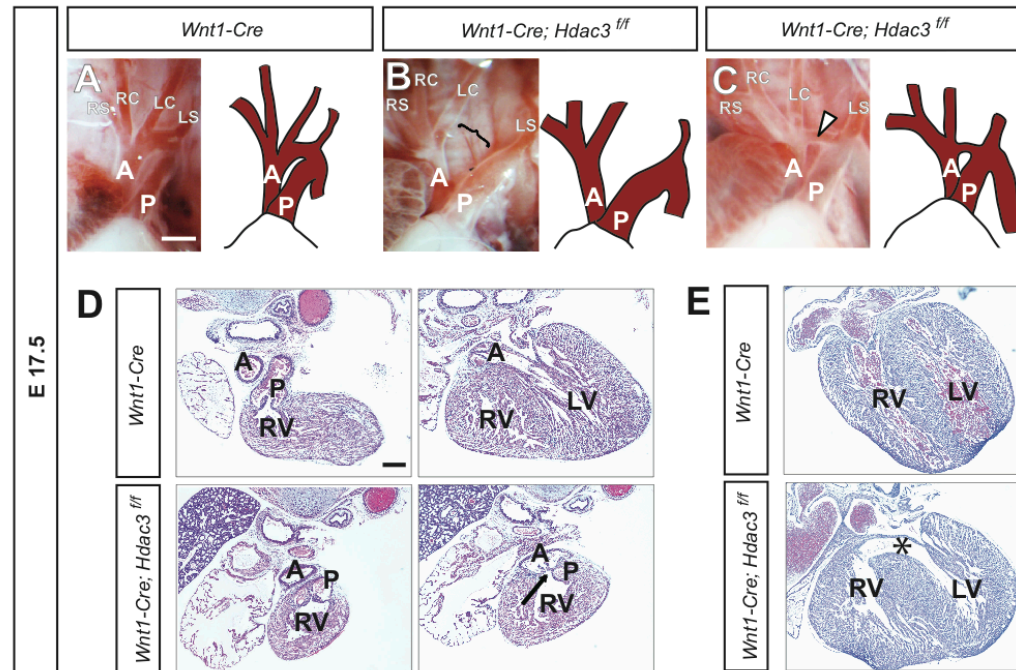 E 17.5
Wnt1-Cre
Wnt1-Cre; Hdac3 f/f
Wnt1-Cre; Hdac3 f/f
A
RS
RC
LC
LS
A
P
A
P
B
RS
RC
LC
LS
A
P
A
P
C
RS
RC
LC
LS
A
P
A
P
D
Wnt1-Cre
A
P
RV
A
RV
LV
Wnt1-Cre; Hdac3 f/f
A
P
RV
A
P
RV
E
Wnt1-Cre
RV
LV
Wnt1-Cre; Hdac3 f/f
*
RV
LV